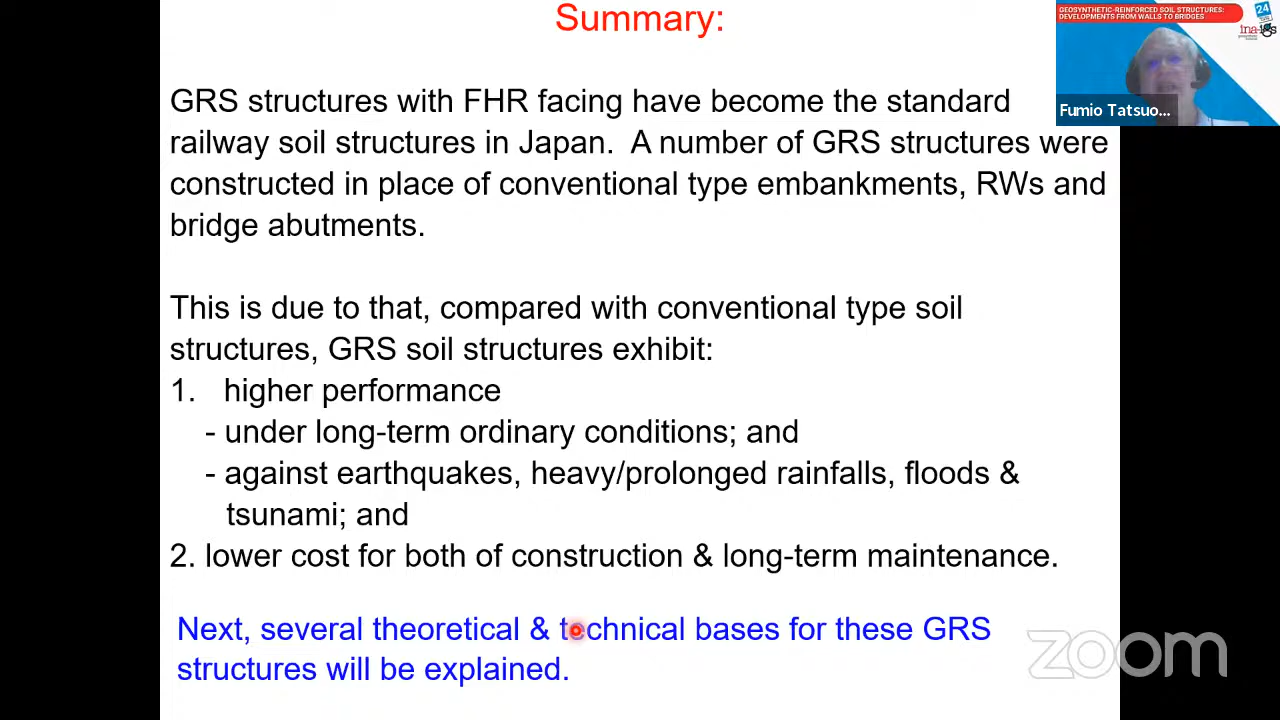 Summary:
GEOSYNTHETIC-REINFORCED SOIL STRUCTURES:
DEVELOPMENTS FROM WALLS TO BRIDGES
24
Fumio Tatsuo...
GRS structures with FHR facing have become the standard
railway soil structures in Japan. A number of GRS structures were
constructed in place of conventional type embankments, RWs and
bridge abutments.
This is due to that, compared with conventional type soil
structures, GRS soil structures exhibit:
1. higher performance
- under long-term ordinary conditions; and
- against earthquakes, heavy/prolonged rainfalls, floods &
tsunami; and
2. lower cost for both of construction & long-term maintenance.
Next, several theoretical & technical bases for these GRS
structures will be explained.
zoom